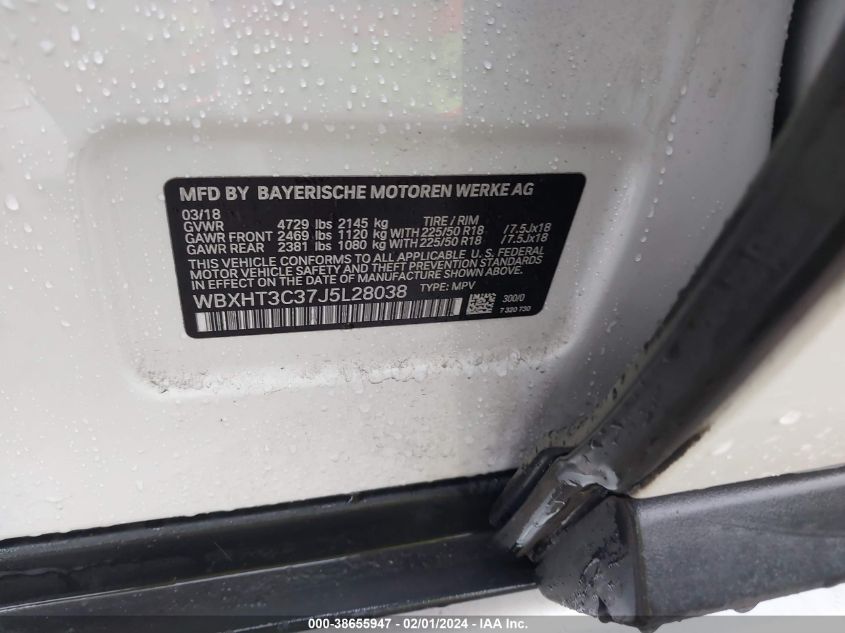 MFD BY BAYERISCHE MOTOREN WERKE AG
03/18
GVWR 4729 lbs 2145 kg TIRE / RIM
GAWR FRONT 2469 lbs 1120 kg WITH 225/50 R18 /7.5Jx18
GAWR REAR 2381 lbs 1080 kg WITH 225/50 R18 /7.5Jx18
THIS VEHICLE CONFORMS TO ALL APPLICABLE U. S. FEDERAL
MOTOR VEHICLE SAFETY AND THEFT PREVENTION STANDARDS
IN EFFECT ON THE DATE OF MANUFACTURE SHOWN ABOVE.
WBXHT3C37J5L28038 TYPE: MPV
300/0
7 320 730
000-38655947 - 02/01/2024 - IAA Inc.